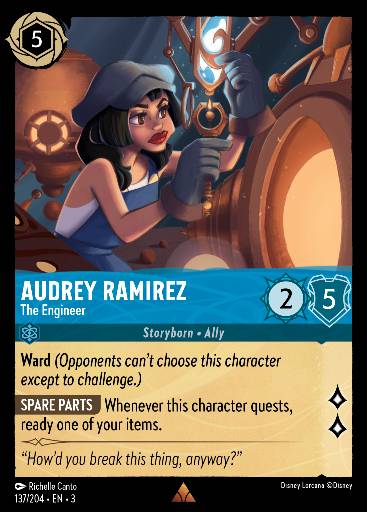 5
AUDREY RAMIREZ
The Engineer
2
5
Storyborn • Ally
Ward (Opponents can't choose this character
except to challenge.)
SPARE PARTS Whenever this character quests,
ready one of your items.
“How'd you break this thing, anyway?”
Richelle Canto
137/204 • EN • 3
Disney Lorcana ©Disney